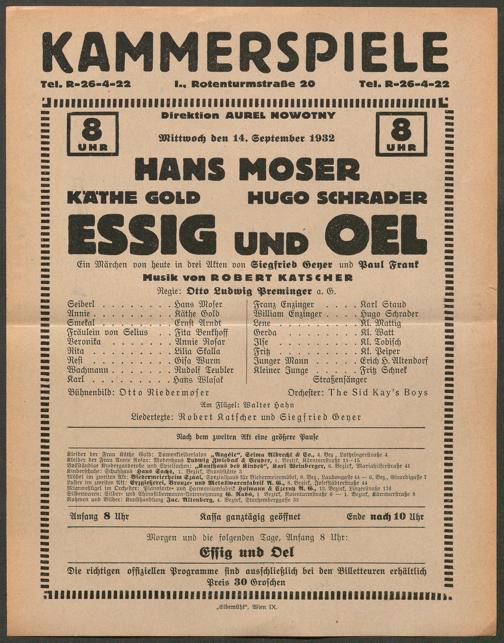 KAMMERSPIELE
Tel. R-26-4-22 I., Rotenturmstraße 20 Tel. R-26-4-22
Direktion AUREL NOWOTNY
8 UHR
8 UHR
Mittwoch den 14. September 1932
HANS MOSER
KÄTHE GOLD HUGO SCHRADER
ESSIG UND OEL
Ein Märchen von heute in drei Akten von Siegfried Geyer und Paul Frank
Musik von ROBERT KATSCHER
Regie: Otto Ludwig Preminger a. G.
Seiberl . . . . . . . . Hans Moser
Annie . . . . . . . . Käthe Gold
Smekal . . . . . . . . Ernst Arndt
Fräulein von Selius . . Fita Benkhoff
Veronika . . . . . . . Annie Rosar
Rita . . . . . . . . Lilia Skalla
Resi . . . . . . . . Gisa Wurm
Wachmann . . . . . . . Rudolf Teubler
Karl . . . . . . . . Hans Wlasak
Franz Enzinger . . . . . Karl Staud
William Enzinger . . . . Hugo Schrader
Lene . . . . . . . . Kl. Mattig
Gerda . . . . . . . . Kl. Watt
Ilse . . . . . . . . Kl. Tobisch
Fritz . . . . . . . . Kl. Peiper
Junger Mann . . . . . Erich H. Altendorf
Kleiner Junge . . . . . Fritz Schnek
Straßensänger
Bühnenbild: Otto Niedermoser Orchester: The Sid Kay's Boys
Am Flügel: Walter Hahn
Liedertexte: Robert Katscher und Siegfried Geyer
Nach dem zweiten Akt eine größere Pause
Anfang 8 Uhr Kassa ganztägig geöffnet Ende nach 10 Uhr
Morgen und die folgenden Tage, Anfang 8 Uhr:
Essig und Oel
Die richtigen offiziellen Programme sind ausschließlich bei den Billetteuren erhältlich
Preis 30 Groschen
„Elbemühl“, Wien IX.